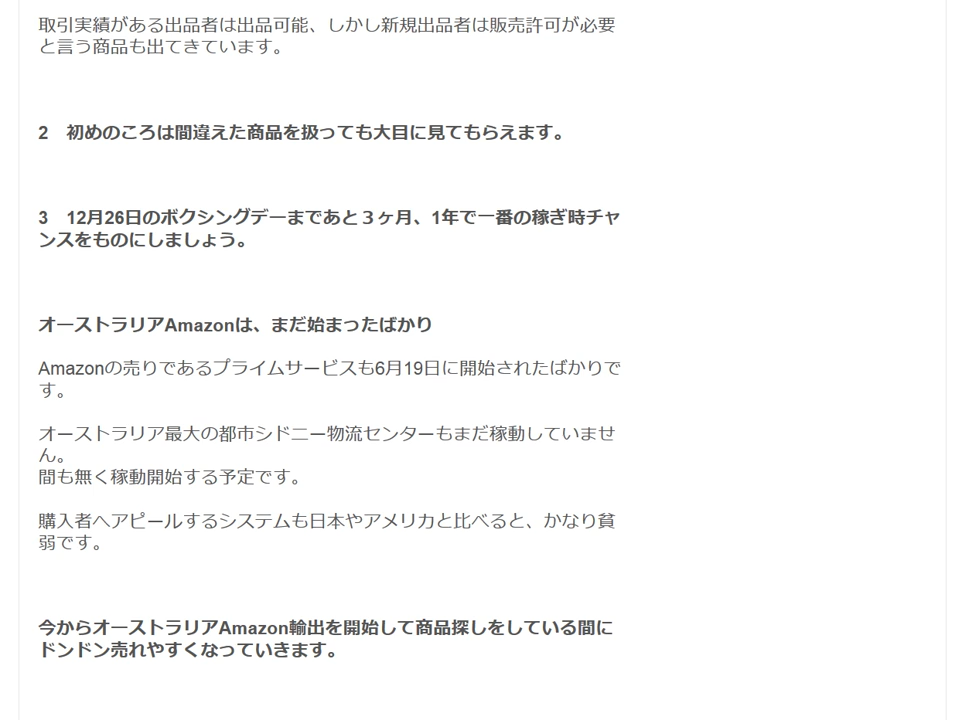 取引実績がある出品者は出品可能、しかし新規出品者は販売許可が必要
と言う商品も出てきています。
2　初めのころは間違えた商品を扱っても大目に見てもらえます。
3　12月26日のボクシングデーまであと３ヶ月、1年で一番の稼ぎ時チャ
ンスをものにしましょう。
オーストラリアAmazonは、まだ始まったばかり
Amazonの売りであるプライムサービスも6月19日に開始されたばかりで
す。
オーストラリア最大の都市シドニー物流センターもまだ稼動していませ
ん。
間も無く稼動開始する予定です。
購入者へアピールするシステムも日本やアメリカと比べると、かなり貧
弱です。
今からオーストラリアAmazon輸出を開始して商品探しをしている間に
ドンドン売れやすくなっていきます。